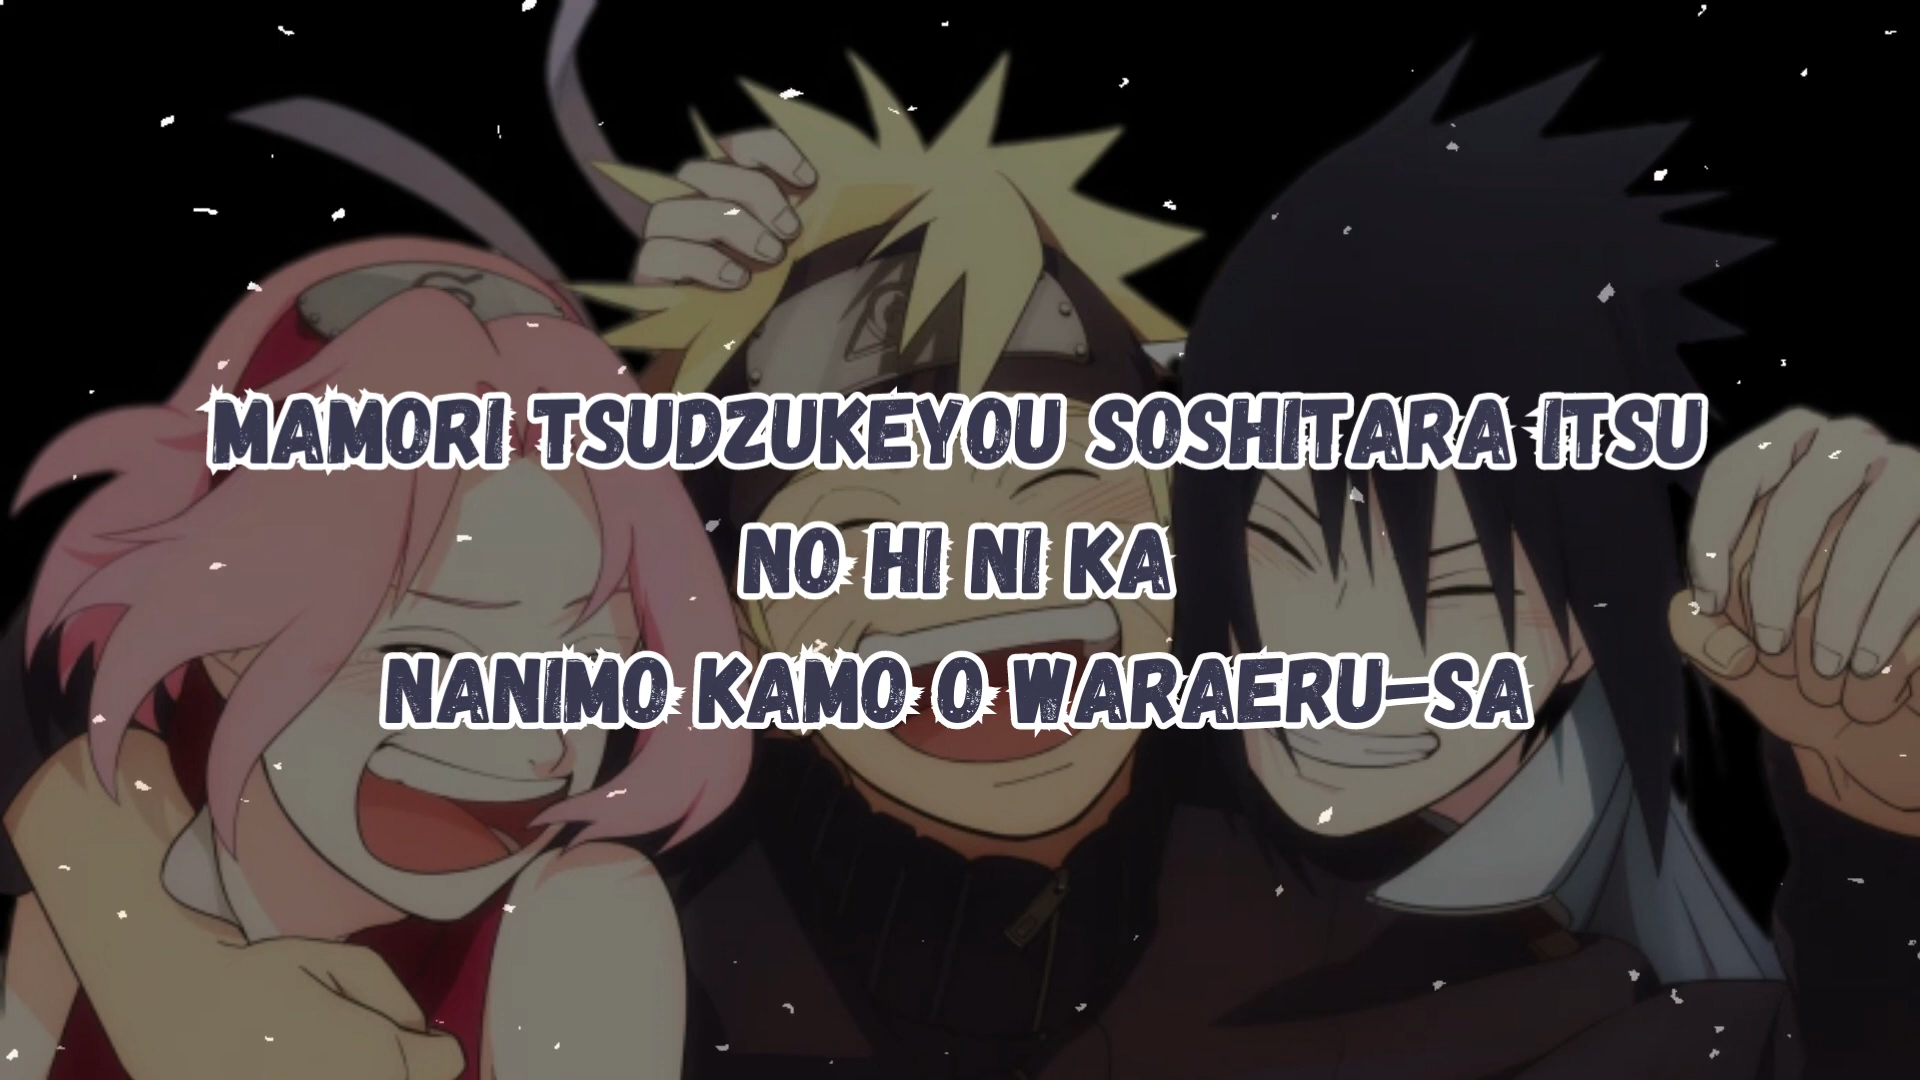 MAMORI TSUDZUKEYOU SOSHITARA ITSU
NO HI NI KA
NANIMO KAMO O WARAERU-SA